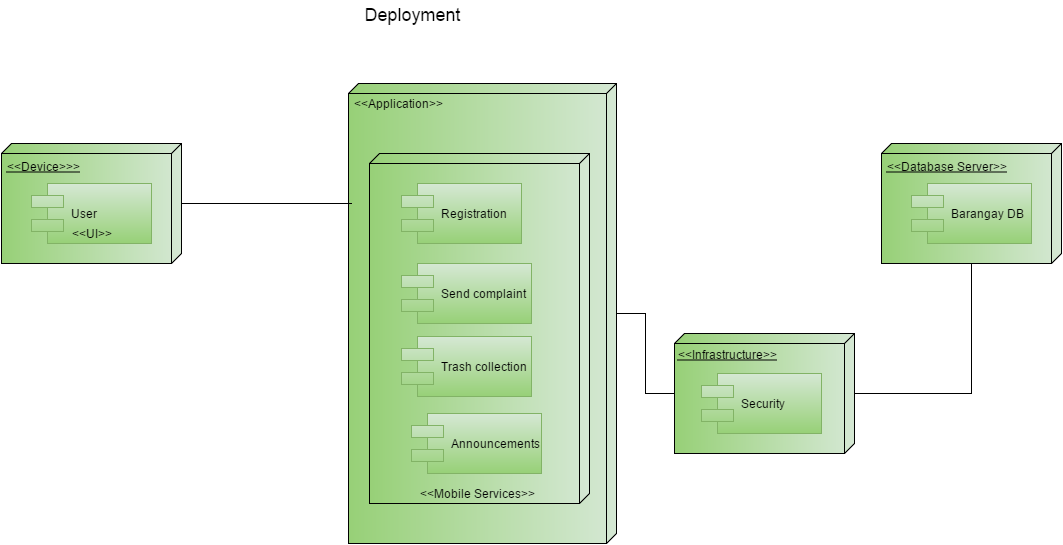 Deployment
<<Device>>>
User
<<UI>>
<<Application>>
Registration
Send complaint
Trash collection
Announcements
<<Mobile Services>>
<<Infrastructure>>
Security
<<Database Server>>
Barangay DB